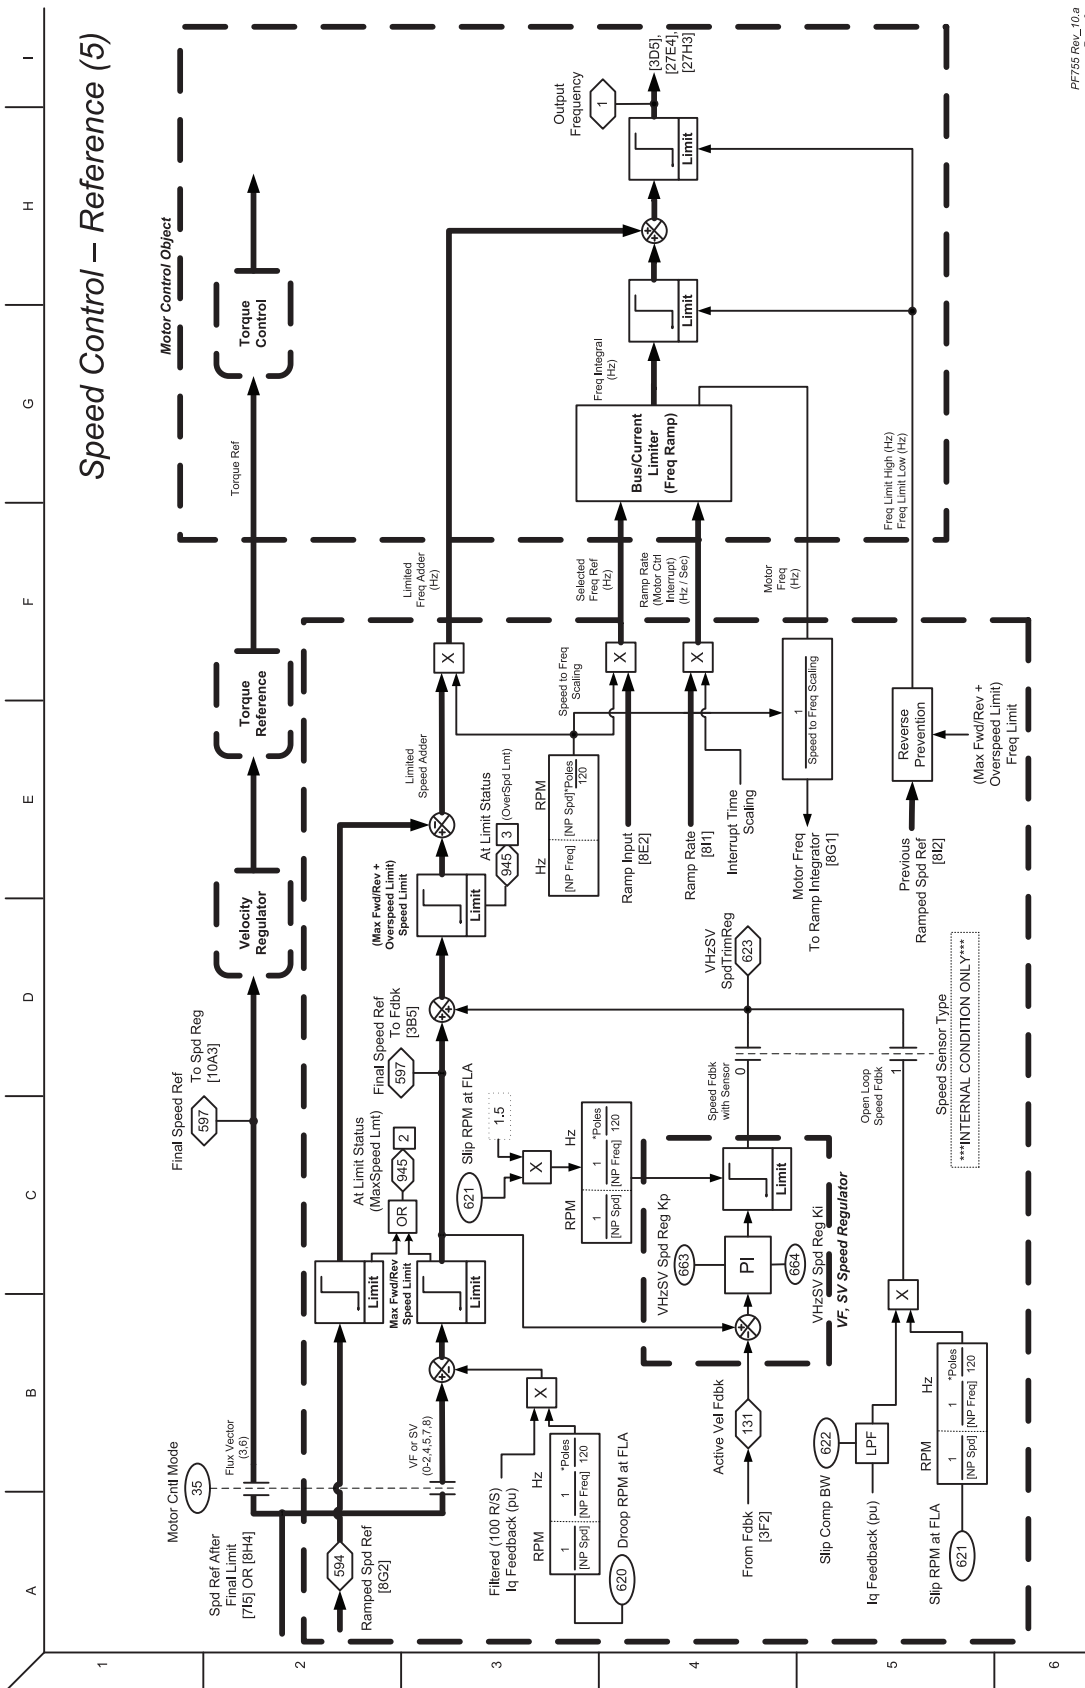 Speed Control – Reference (5)
A
B
C
D
E
F
G
H
I
1
2
3
4
5
6
Motor Control Object
Motor Cntl Mode
35
Spd Ref After
Final Limit
[7I5] OR [8H4]
Flux Vector
(3,6)
Final Speed Ref
597
To Spd Reg
[10A3]
Velocity
Regulator
Torque
Reference
Torque Ref
Torque
Control
594
Ramped Spd Ref
[8G2]
VF or SV
(0-2,4,5,7,8)
Limit
Max Fwd/Rev
Speed Limit
Limit
At Limit Status
(MaxSpeed Lmt)
OR
945
2
Final Speed Ref
597
To Fdbk
[3B5]
(Max Fwd/Rev +
Overspeed Limit)
Speed Limit
Limit
At Limit Status
945
3
(OverSpd Lmt)
Limited
Speed Adder
X
Limited
Freq Adder
(Hz)
Filtered (100 R/S)
Iq Feedback (pu)
X
RPM
Hz
1
[NP Spd]
1
[NP Freq]
*Poles
120
620
Droop RPM at FLA
Slip RPM at FLA
621
1.5
X
RPM
Hz
1
[NP Spd]
1
[NP Freq]
*Poles
120
Hz
RPM
[NP Freq]
[NP Spd]*Poles
120
Speed to Freq
Scaling
Ramp Input
[8E2]
X
Selected
Freq Ref
(Hz)
Ramp Rate
[8I1]
X
Ramp Rate
(Motor Ctrl
Interrupt)
(Hz / Sec)
Interrupt Time
Scaling
Bus/Current
Limiter
(Freq Ramp)
Freq Integral
(Hz)
Limit
Limit
Output
Frequency
1
[3D5],
[27E4],
[27H3]
Motor Freq
To Ramp Integrator
[8G1]
1
Speed to Freq Scaling
Motor
Freq
(Hz)
VHzSV Spd Reg Kp
663
PI
664
VHzSV Spd Reg Ki
VF, SV Speed Regulator
Limit
Active Vel Fdbk
131
From Fdbk
[3F2]
Speed Fdbk
with Sensor
0
VHzSV
SpdTrimReg
623
Open Loop
Speed Fdbk
1
Speed Sensor Type
***INTERNAL CONDITION ONLY***
Slip Comp BW
622
Iq Feedback (pu)
LPF
X
RPM
Hz
1
[NP Spd]
1
[NP Freq]
*Poles
120
Slip RPM at FLA
621
Previous
Ramped Spd Ref
[8I2]
Reverse
Prevention
(Max Fwd/Rev +
Overspeed Limit)
Freq Limit
Freq Limit High (Hz)
Freq Limit Low (Hz)
PF755 Rev_10.a